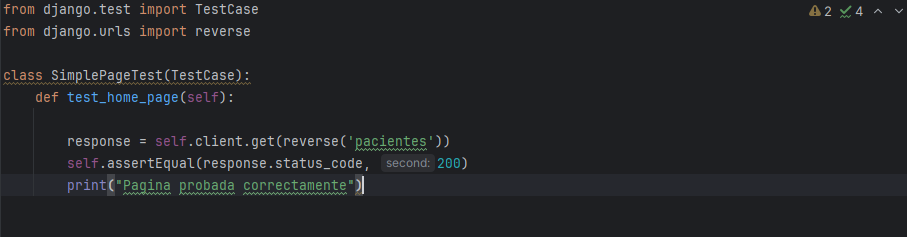 from django.test import TestCase
2 4
from django.urls import reverse
class SimplePageTest(TestCase):
def test_home_page(self):
response = self.client.get(reverse('pacientes'))
self.assertEqual(response.status_code, second: 200)
print("Pagina probada correctamente")